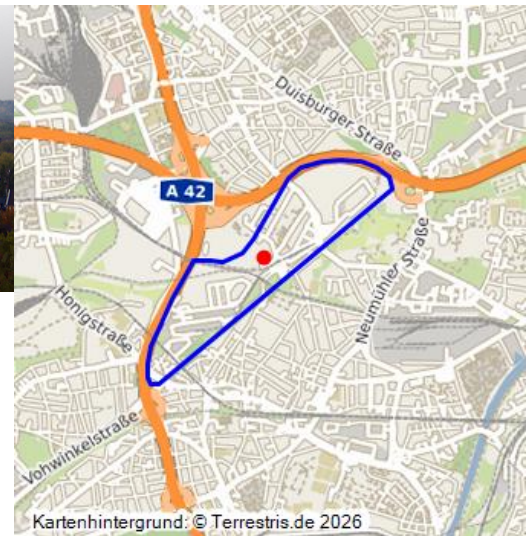 Duisburger Straße
A 42
Neumühler Straße
Honigstraße
Vohwinkelstraße
Kartenhintergrund: © Terrestris.de 2026